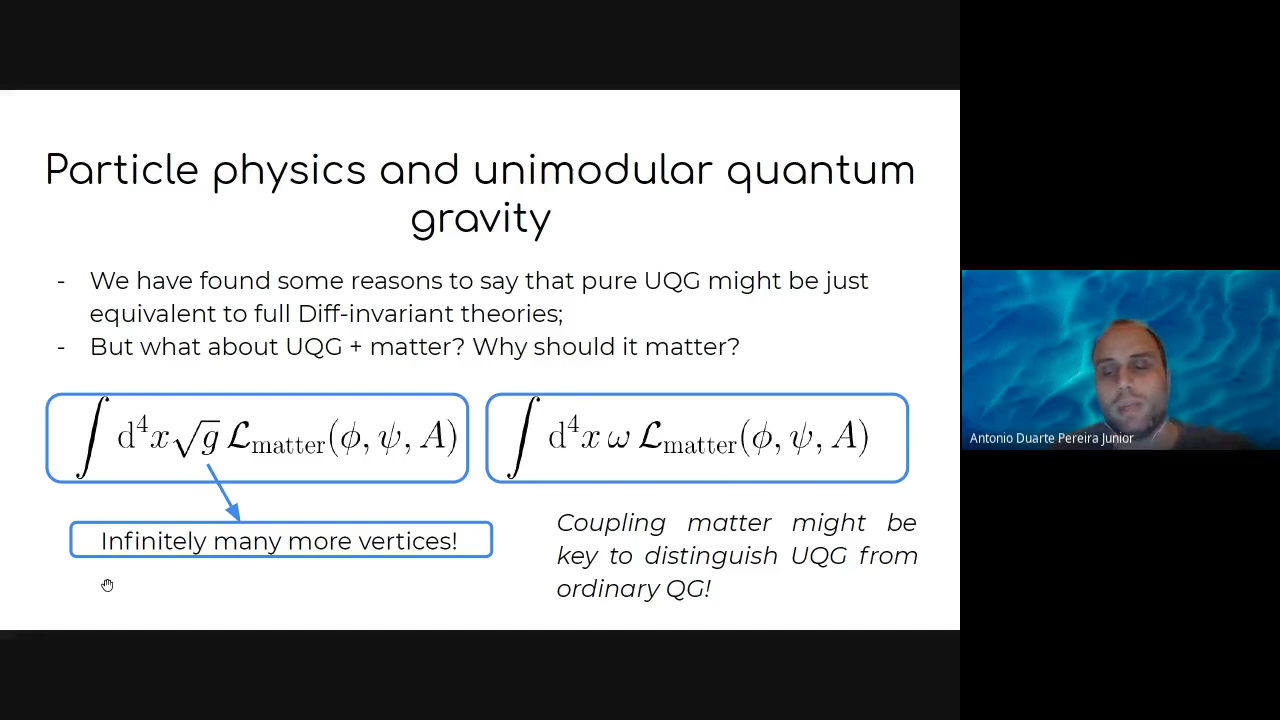 Particle physics and unimodular quantum
gravity
- We have found some reasons to say that pure UQG might be just
equivalent to full Diff-invariant theories;
- But what about UQG + matter? Why should it matter?
∫ d⁴x √g ℒ_matter(ϕ, ψ, A)
∫ d⁴x ω ℒ_matter(ϕ, ψ, A)
Infinitely many more vertices!
Coupling matter might be
key to distinguish UQG from
ordinary QG!
Antonio Duarte Pereira Junior